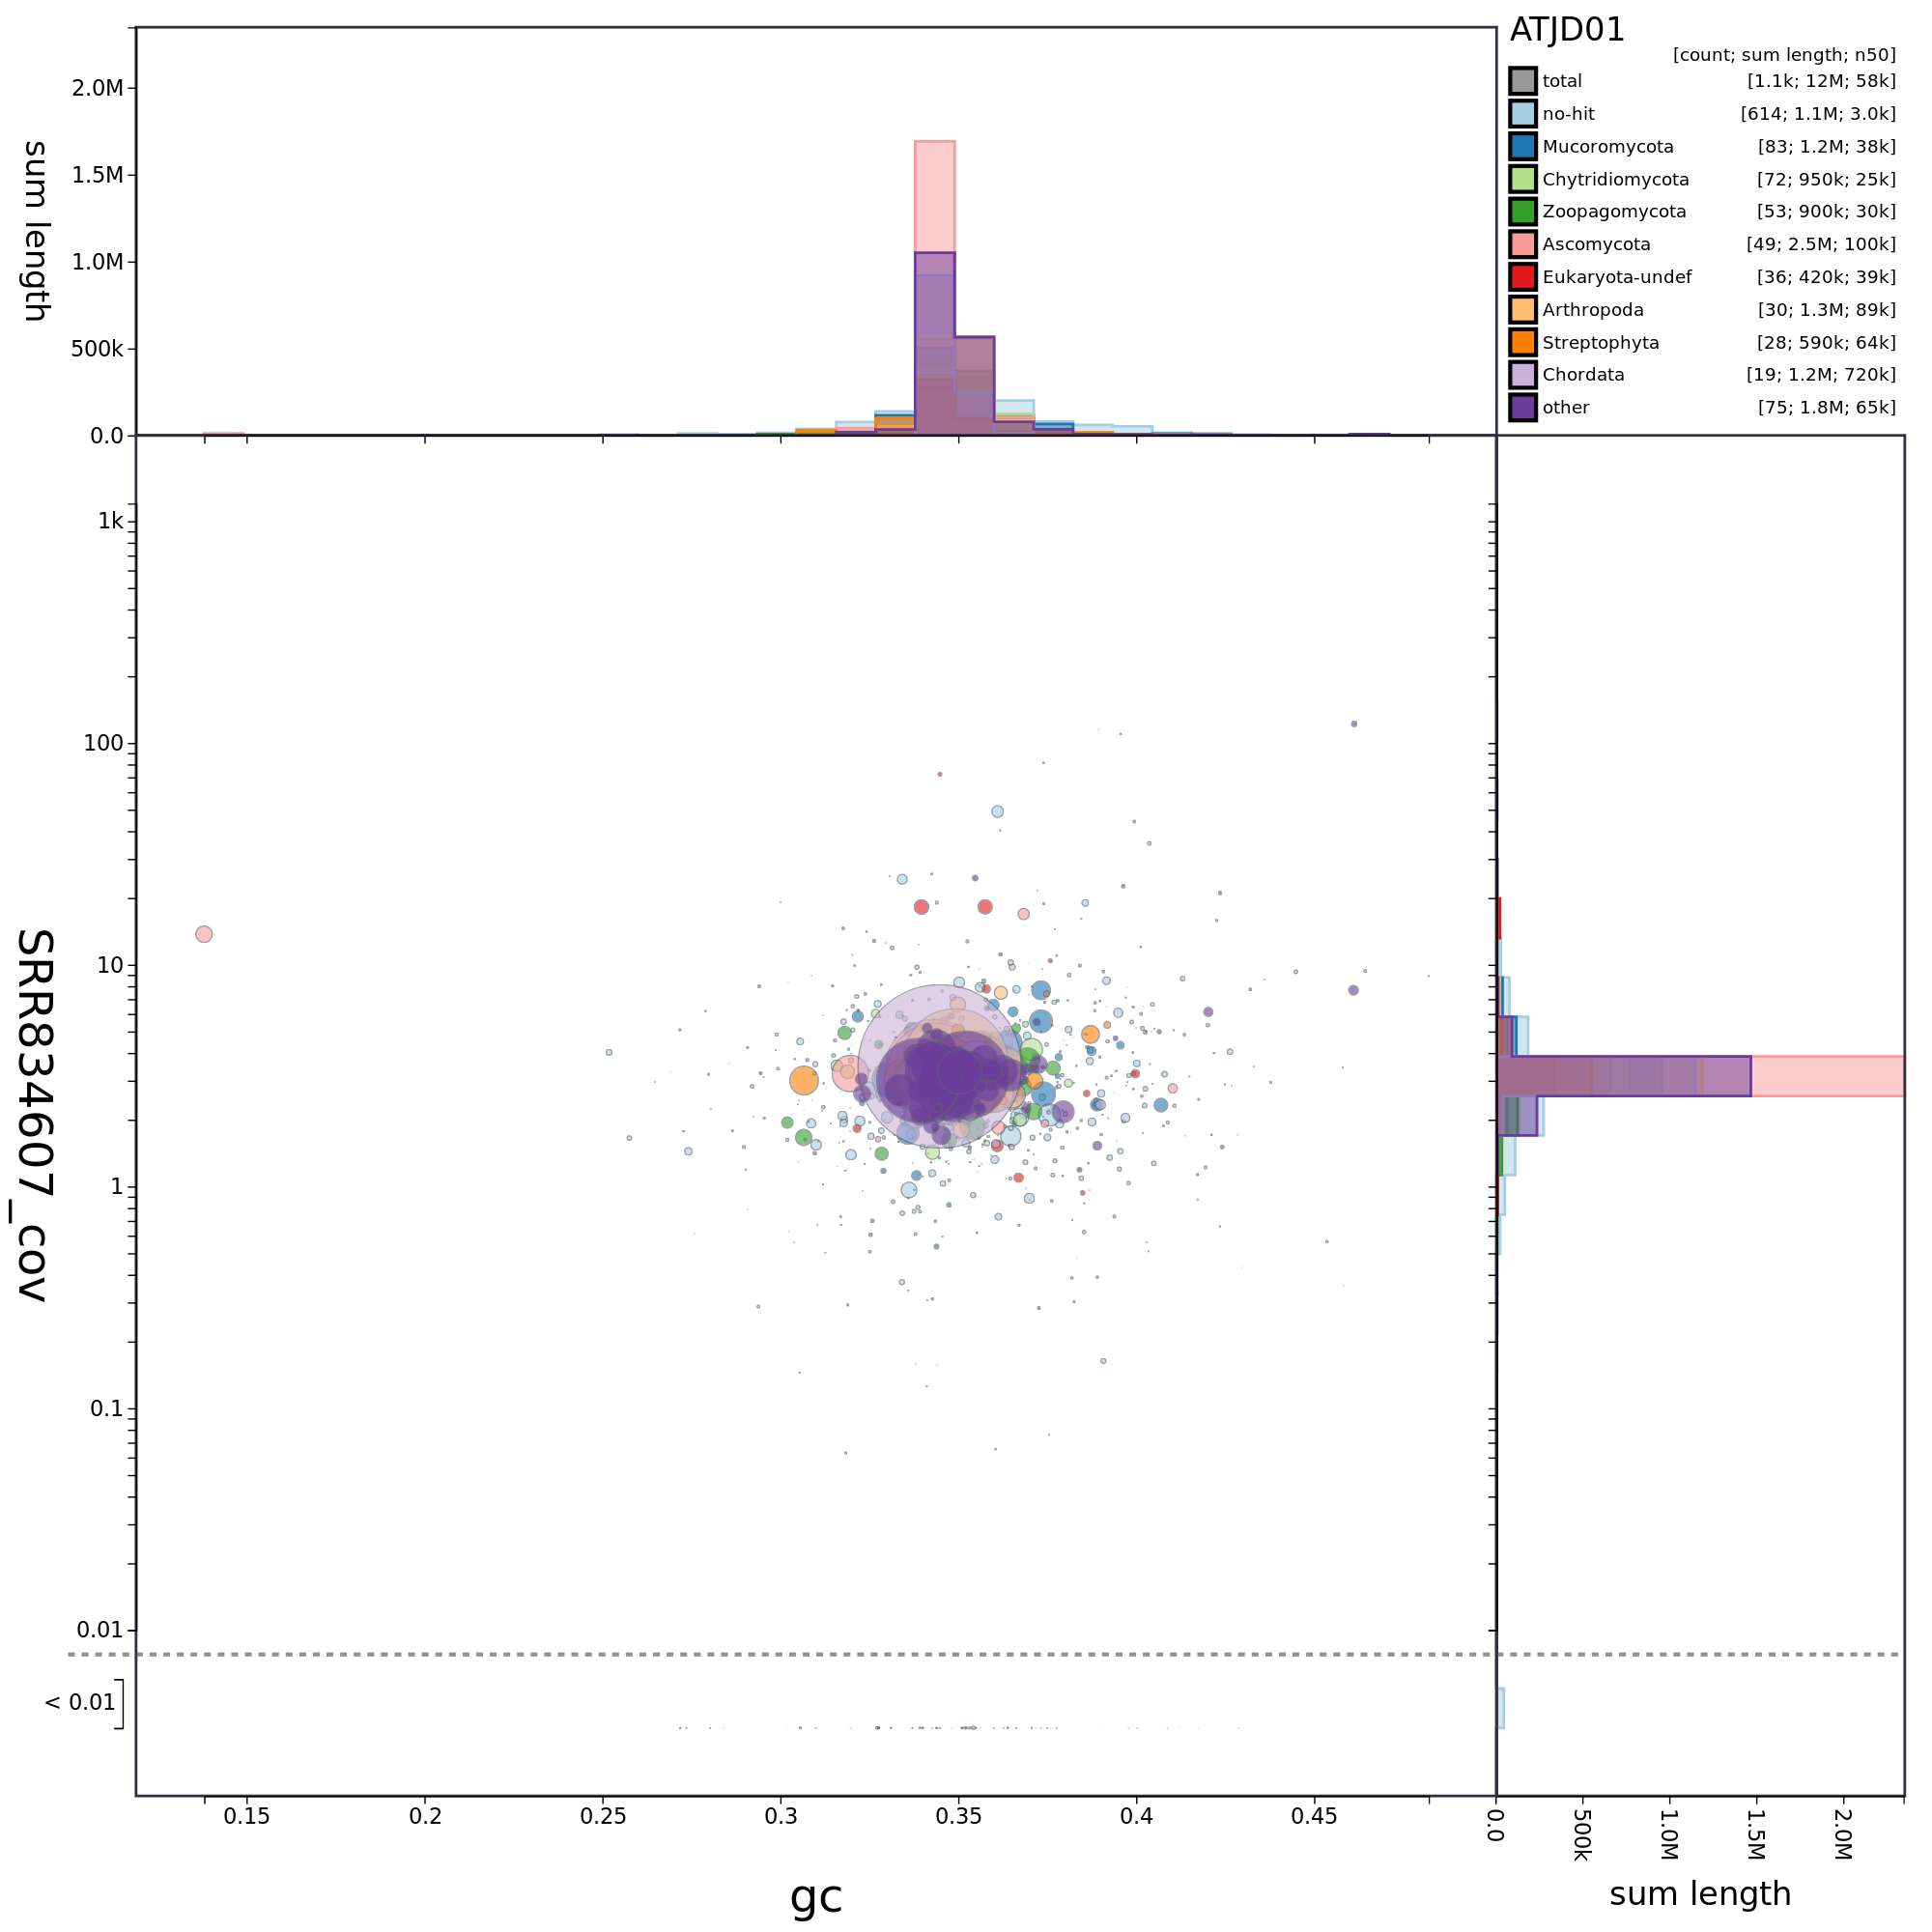 ATJD01
[count; sum length; n50]
total [1.1k; 12M; 58k]
no-hit [614; 1.1M; 3.0k]
Mucoromycota [83; 1.2M; 38k]
Chytridiomycota [72; 950k; 25k]
Zoopagomycota [53; 900k; 30k]
Ascomycota [49; 2.5M; 100k]
Eukaryota-undef [36; 420k; 39k]
Arthropoda [30; 1.3M; 89k]
Streptophyta [28; 590k; 64k]
Chordata [19; 1.2M; 720k]
other [75; 1.8M; 65k]
sum length
2.0M
1.5M
1.0M
500k
0.0
SRR834607_cov
1k
100
10
1
0.1
0.01
< 0.01
0.15 0.2 0.25 0.3 0.35 0.4 0.45
gc
0.0 500k 1.0M 1.5M 2.0M
sum length